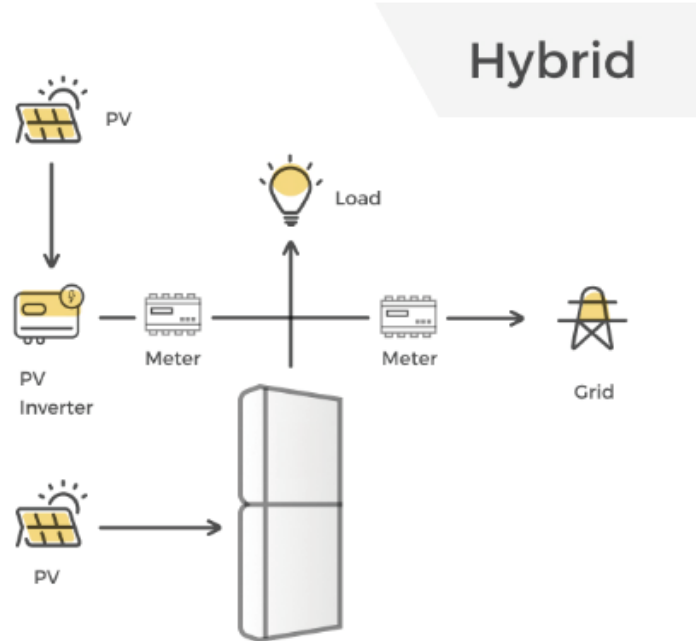 Hybrid
PV
Load
Meter
Meter
PV
Inverter
Grid
PV